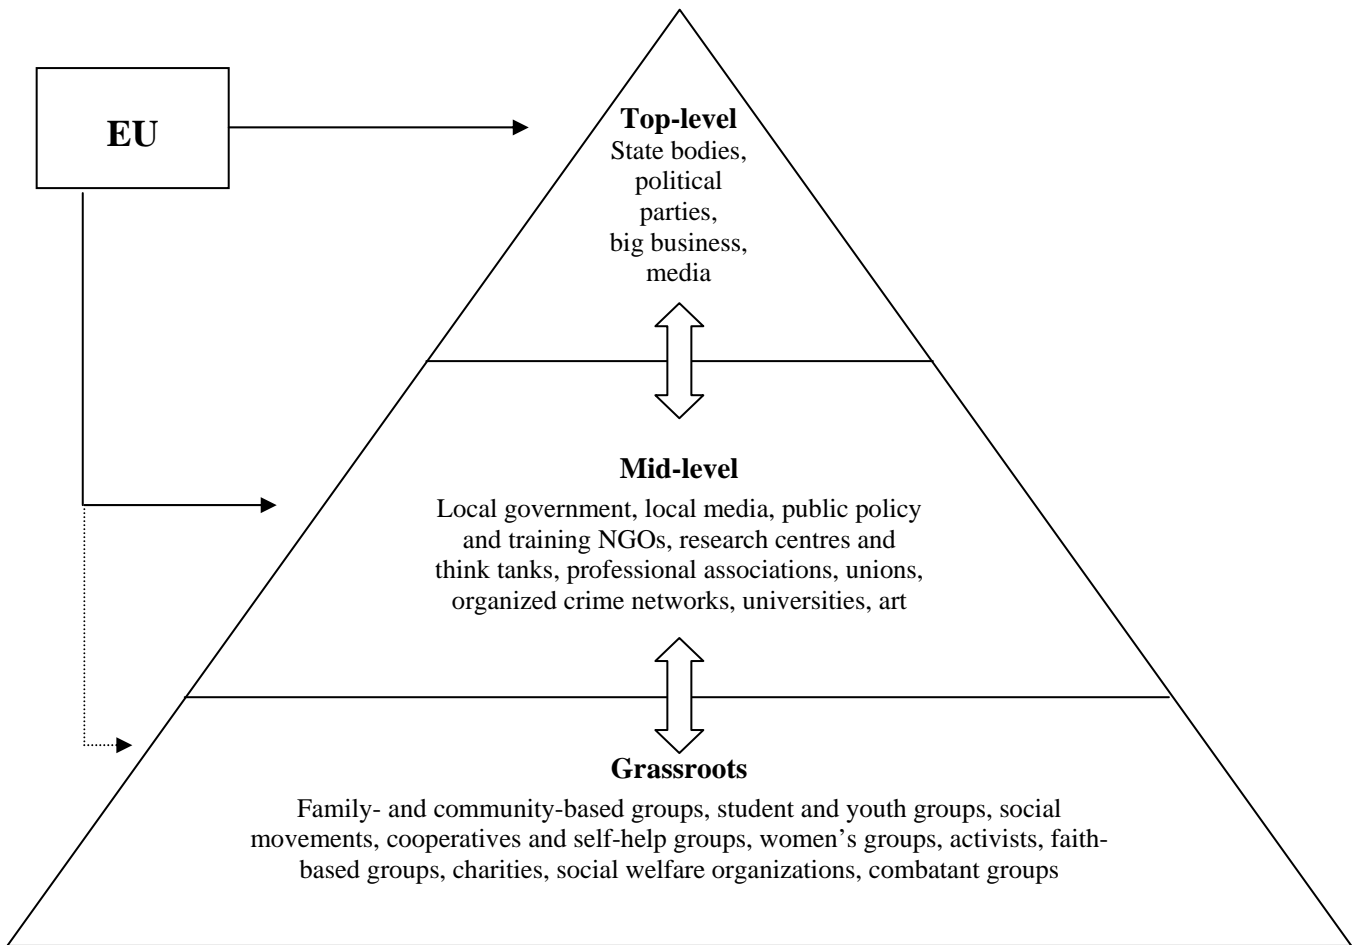 EU
Top-level
State bodies,
political
parties,
big business,
media
Mid-level
Local government, local media, public policy
and training NGOs, research centres and
think tanks, professional associations, unions,
organized crime networks, universities, art
Grassroots
Family- and community-based groups, student and youth groups, social
movements, cooperatives and self-help groups, women’s groups, activists, faith-
based groups, charities, social welfare organizations, combatant groups